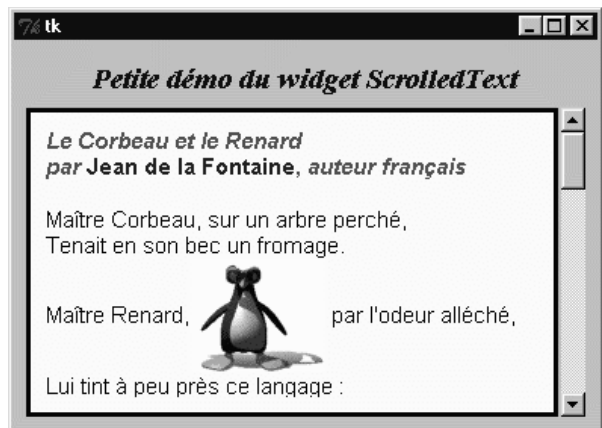 tk
Petite démo du widget ScrolledText
Le Corbeau et le Renard
par Jean de la Fontaine, auteur français
Maître Corbeau, sur un arbre perché,
Tenait en son bec un fromage.
Maître Renard, par l'odeur alléché,
Lui tint à peu près ce langage :